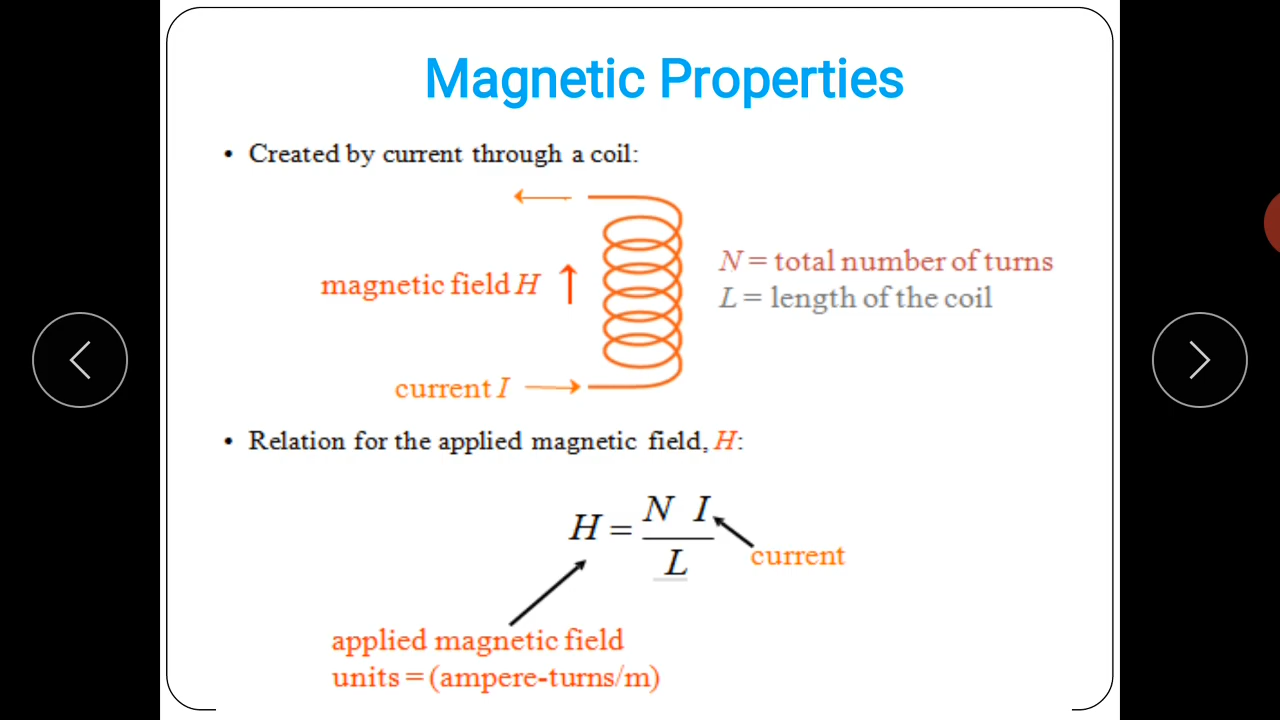 Magnetic Properties
• Created by current through a coil:
magnetic field H
N = total number of turns
L = length of the coil
current I
• Relation for the applied magnetic field, H:
H = N I / L
current
applied magnetic field
units = (ampere-turns/m)